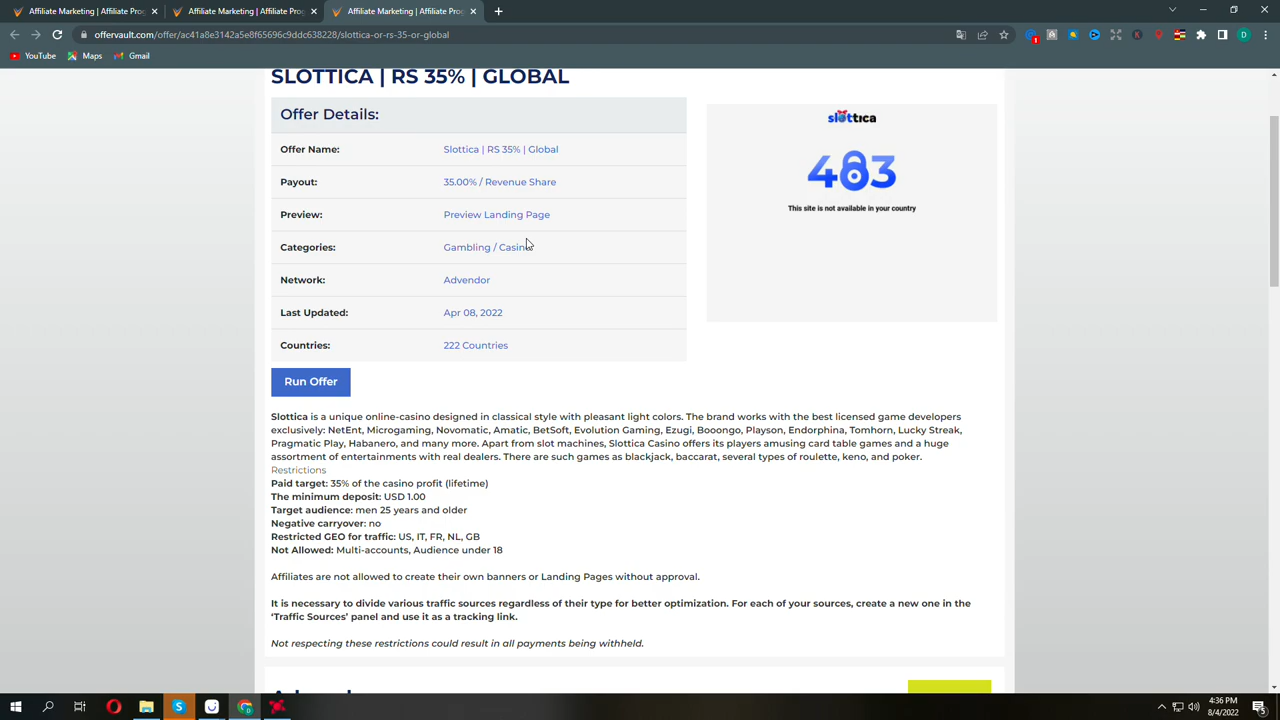 Affiliate Marketing | Affiliate Prog
Affiliate Marketing | Affiliate Prog
Affiliate Marketing | Affiliate Prog
offervault.com/offer/ac41a8e3142a5e8f65696c9ddc638228/slottica-or-rs-35-or-global
YouTube Maps Gmail
SLOTTICA | RS 35% | GLOBAL
Offer Details:
Offer Name: Slottica | RS 35% | Global
Payout: 35.00% / Revenue Share
Preview: Preview Landing Page
Categories: Gambling / Casino
Network: Advendor
Last Updated: Apr 08, 2022
Countries: 222 Countries
slottica
483
This site is not available in your country
Run Offer
Slottica is a unique online-casino designed in classical style with pleasant light colors. The brand works with the best licensed game developers
exclusively: NetEnt, Microgaming, Novomatic, Amatic, BetSoft, Evolution Gaming, Ezugi, Booongo, Playson, Endorphina, Tomhorn, Lucky Streak,
Pragmatic Play, Habanero, and many more. Apart from slot machines, Slottica Casino offers its players amusing card table games and a huge
assortment of entertainments with real dealers. There are such games as blackjack, baccarat, several types of roulette, keno, and poker.
Restrictions
Paid target: 35% of the casino profit (lifetime)
The minimum deposit: USD 1.00
Target audience: men 25 years and older
Negative carryover: no
Restricted GEO for traffic: US, IT, FR, NL, GB
Not Allowed: Multi-accounts, Audience under 18
Affiliates are not allowed to create their own banners or Landing Pages without approval.
It is necessary to divide various traffic sources regardless of their type for better optimization. For each of your sources, create a new one in the
‘Traffic Sources’ panel and use it as a tracking link.
Not respecting these restrictions could result in all payments being withheld.
4:36 PM
8/4/2022